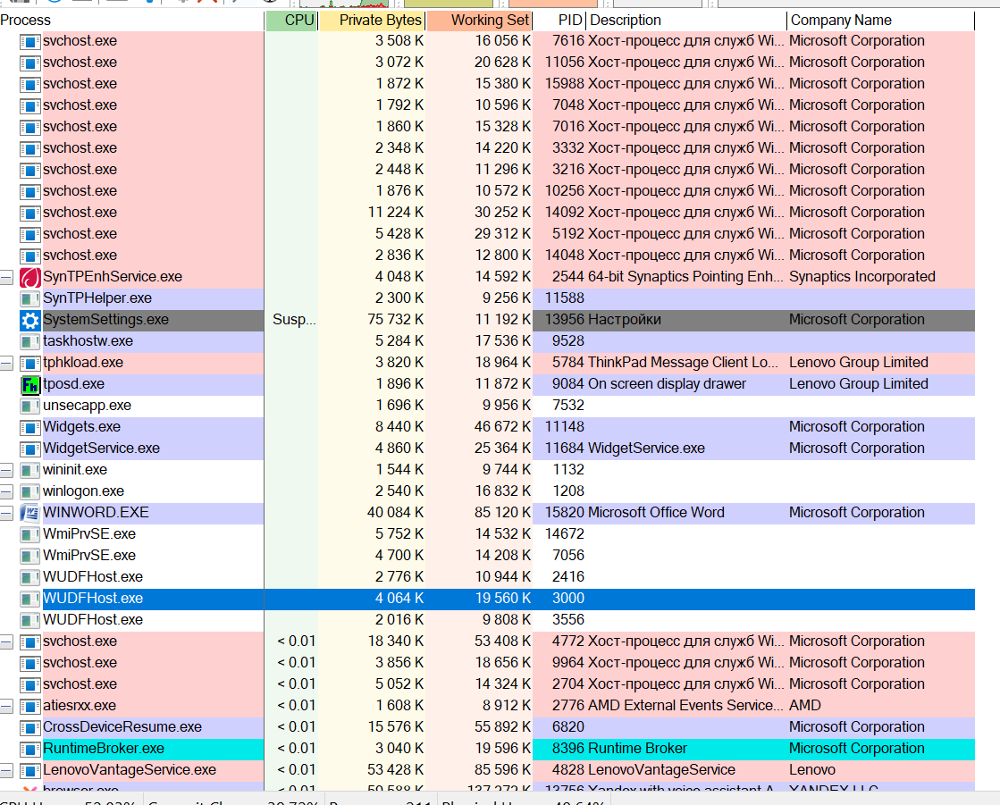 Process CPU Private Bytes Working Set PID Description Company Name
svchost.exe 3 508 K 16 056 K 7616 Хост-процесс для служб Wi... Microsoft Corporation
svchost.exe 3 072 K 20 628 K 11056 Хост-процесс для служб Wi... Microsoft Corporation
svchost.exe 1 872 K 15 380 K 15988 Хост-процесс для служб Wi... Microsoft Corporation
svchost.exe 1 792 K 10 596 K 7048 Хост-процесс для служб Wi... Microsoft Corporation
svchost.exe 1 860 K 15 328 K 7016 Хост-процесс для служб Wi... Microsoft Corporation
svchost.exe 2 348 K 14 220 K 3332 Хост-процесс для служб Wi... Microsoft Corporation
svchost.exe 2 448 K 11 296 K 3216 Хост-процесс для служб Wi... Microsoft Corporation
svchost.exe 1 876 K 10 572 K 10256 Хост-процесс для служб Wi... Microsoft Corporation
svchost.exe 11 224 K 30 252 K 14092 Хост-процесс для служб Wi... Microsoft Corporation
svchost.exe 5 428 K 29 312 K 5192 Хост-процесс для служб Wi... Microsoft Corporation
svchost.exe 2 836 K 12 800 K 14048 Хост-процесс для служб Wi... Microsoft Corporation
SynTPEnhService.exe 4 048 K 14 592 K 2544 64-bit Synaptics Pointing Enh... Synaptics Incorporated
SynTPHelper.exe 2 300 K 9 256 K 11588
SystemSettings.exe Susp... 75 732 K 11 192 K 13956 Настройки Microsoft Corporation
taskhostw.exe 5 284 K 17 536 K 9528
tphkload.exe 3 820 K 18 964 K 5784 ThinkPad Message Client Lo... Lenovo Group Limited
tposd.exe 1 896 K 11 872 K 9084 On screen display drawer Lenovo Group Limited
unsecapp.exe 1 696 K 9 956 K 7532
Widgets.exe 8 440 K 46 672 K 11148 Microsoft Corporation
WidgetService.exe 4 860 K 25 364 K 11684 WidgetService.exe Microsoft Corporation
wininit.exe 1 544 K 9 744 K 1132
winlogon.exe 2 540 K 16 832 K 1208
WINWORD.EXE 40 084 K 85 120 K 15820 Microsoft Office Word Microsoft Corporation
WmiPrvSE.exe 5 752 K 14 532 K 14672
WmiPrvSE.exe 4 700 K 14 208 K 7056
WUDFHost.exe 2 776 K 10 944 K 2416
WUDFHost.exe 4 064 K 19 560 K 3000
WUDFHost.exe 2 016 K 9 808 K 3556
svchost.exe < 0.01 18 340 K 53 408 K 4772 Хост-процесс для служб Wi... Microsoft Corporation
svchost.exe < 0.01 3 856 K 18 656 K 9964 Хост-процесс для служб Wi... Microsoft Corporation
svchost.exe < 0.01 5 052 K 14 324 K 2704 Хост-процесс для служб Wi... Microsoft Corporation
atiesrxx.exe < 0.01 1 608 K 8 912 K 2776 AMD External Events Service... AMD
CrossDeviceResume.exe < 0.01 15 576 K 55 892 K 6820
RuntimeBroker.exe < 0.01 3 040 K 19 596 K 8396 Runtime Broker Microsoft Corporation
LenovoVantageService.exe < 0.01 53 428 K 85 596 K 4828 LenovoVantageService Lenovo
browser.exe < 0.01 59 588 K 137 272 K 13756 Yandex with voice assistant A YANDEX LLC